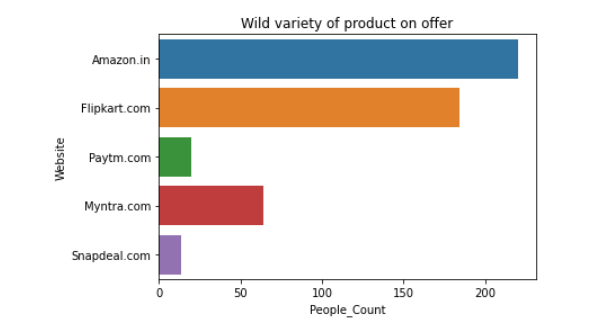 Wild variety of product on offer
Amazon.in
Flipkart.com
Paytm.com
Myntra.com
Snapdeal.com
Website
0 50 100 150 200
People_Count